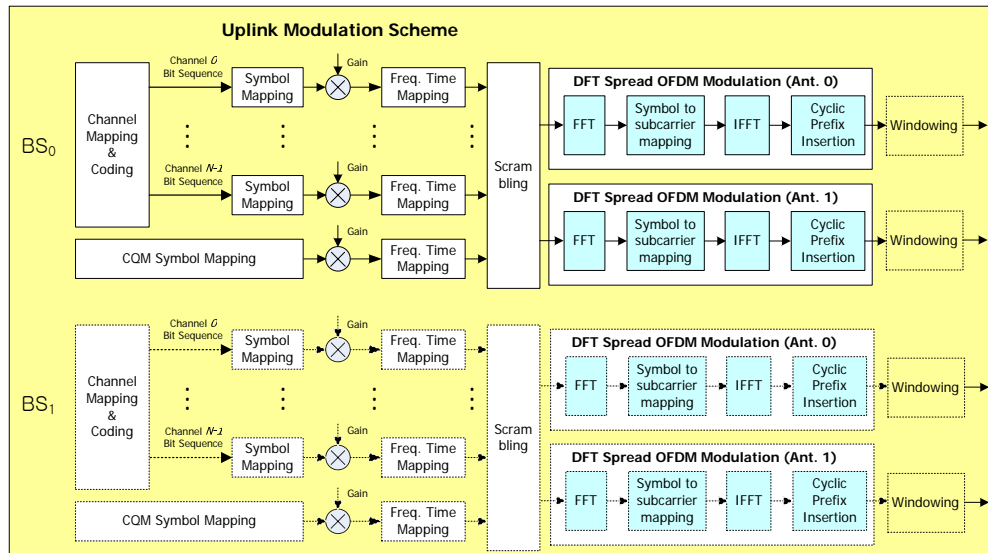 Uplink Modulation Scheme
BS0
Channel
Mapping
&
Coding
Channel 0
Bit Sequence
Symbol
Mapping
Gain
Freq. Time
Mapping
Channel N-1
Bit Sequence
Symbol
Mapping
Gain
Freq. Time
Mapping
CQM Symbol Mapping
Gain
Freq. Time
Mapping
Scram
bling
DFT Spread OFDM Modulation (Ant. 0)
FFT
Symbol to
subcarrier
mapping
IFFT
Cyclic
Prefix
Insertion
Windowing
DFT Spread OFDM Modulation (Ant. 1)
FFT
Symbol to
subcarrier
mapping
IFFT
Cyclic
Prefix
Insertion
Windowing
BS1
Channel
Mapping
&
Coding
Channel 0
Bit Sequence
Symbol
Mapping
Gain
Freq. Time
Mapping
Channel N-1
Bit Sequence
Symbol
Mapping
Gain
Freq. Time
Mapping
CQM Symbol Mapping
Gain
Freq. Time
Mapping
Scram
bling
DFT Spread OFDM Modulation (Ant. 0)
FFT
Symbol to
subcarrier
mapping
IFFT
Cyclic
Prefix
Insertion
Windowing
DFT Spread OFDM Modulation (Ant. 1)
FFT
Symbol to
subcarrier
mapping
IFFT
Cyclic
Prefix
Insertion
Windowing